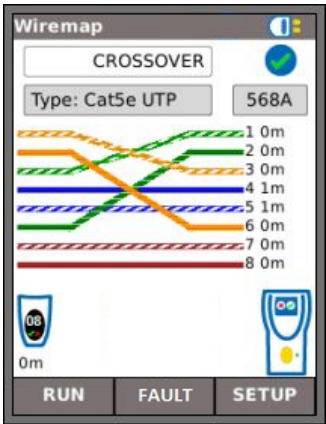 Wiremap
CROSSOVER
Type: Cat5e UTP 568A
1 0m
2 0m
3 0m
4 1m
5 1m
6 0m
7 0m
8 0m
08
0m
RUN FAULT SETUP